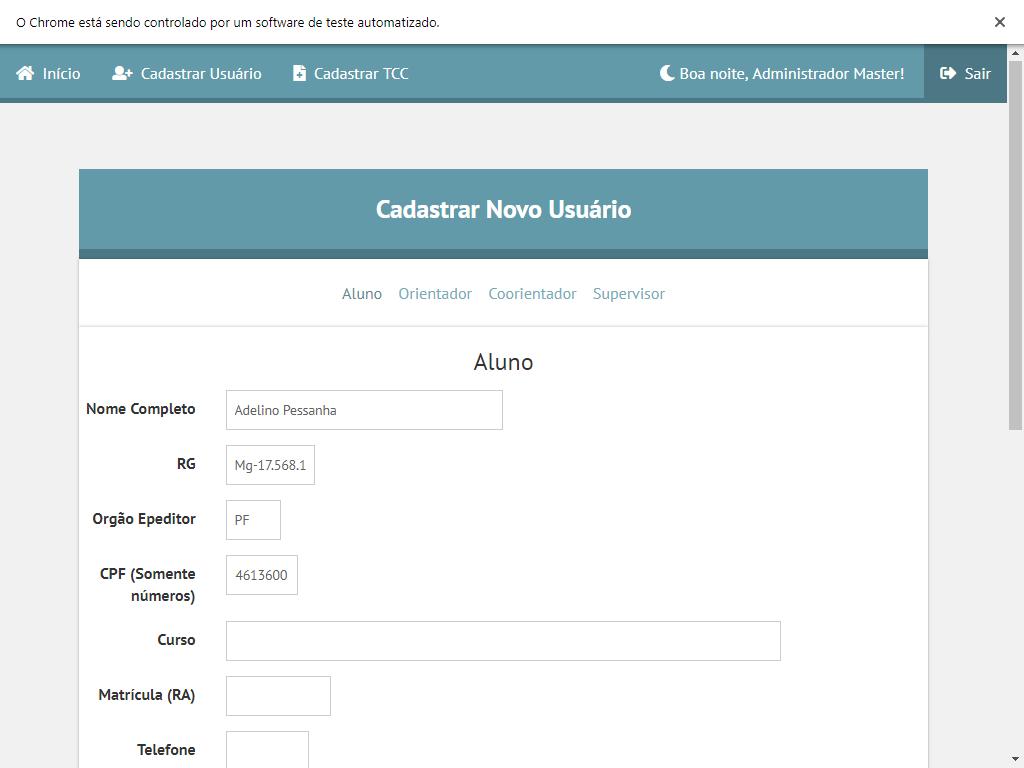 O Chrome está sendo controlado por um software de teste automatizado.
Início Cadastrar Usuário Cadastrar TCC Boa noite, Administrador Master! Sair
Cadastrar Novo Usuário
Aluno Orientador Coorientador Supervisor
Aluno
Nome Completo Adelino Pessanha
RG Mg-17.568.1
Orgão Epeditor PF
CPF (Somente números) 4613600
Curso
Matrícula (RA)
Telefone